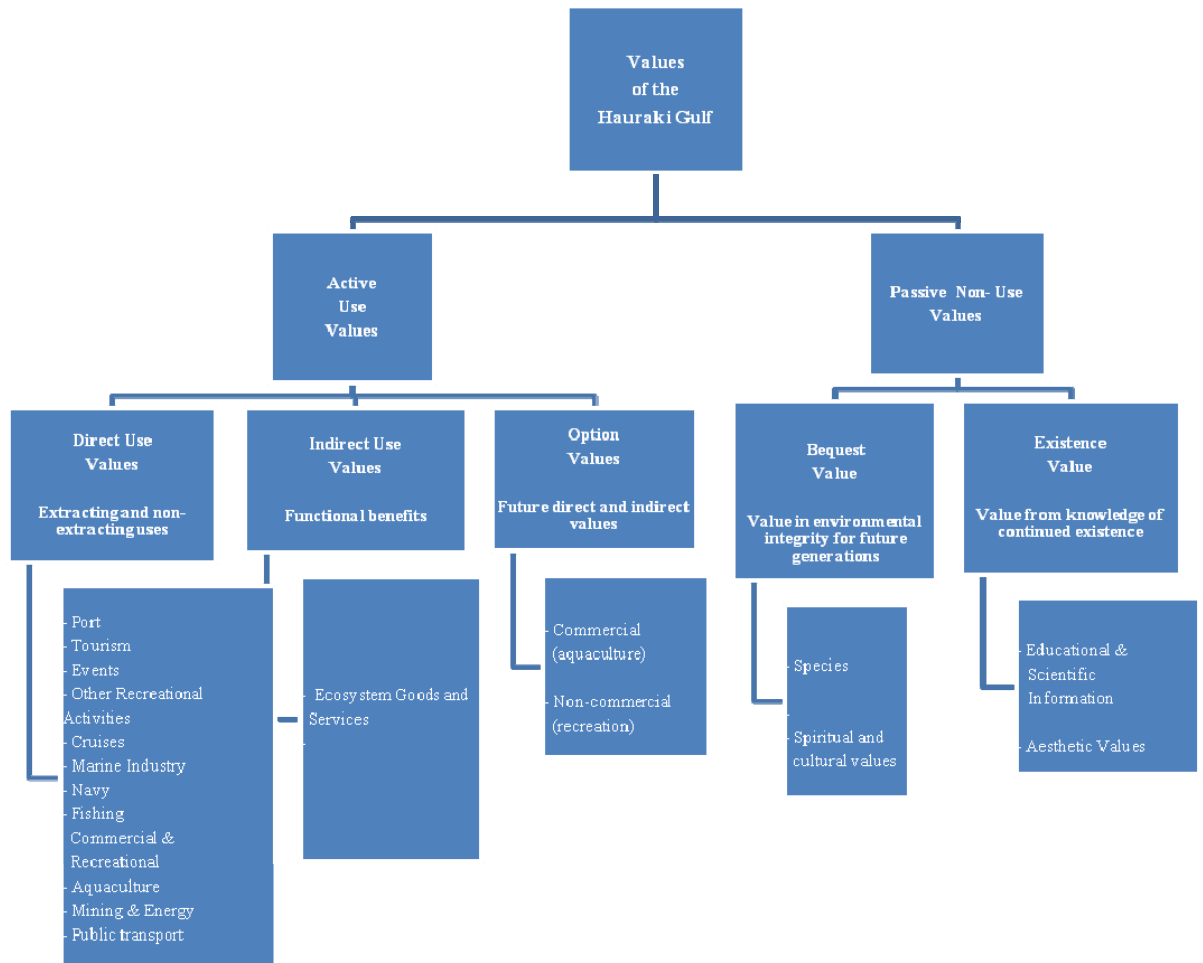 Values
of the
Hauraki Gulf
Active
Use
Values
Passive Non- Use
Values
Direct Use
Values
Extracting and non-
extracting uses
Indirect Use
Values
Functional benefits
Option
Values
Future direct and indirect
values
Bequest
Value
Value in environmental
integrity for future
generations
Existence
Value
Value from knowledge of
continued existence
- Port
- Tourism
- Events
- Other Recreational
Activities
- Cruises
- Marine Industry
- Navy
- Fishing
Commercial &
Recreational
- Aquaculture
- Mining & Energy
- Public transport
- Ecosystem Goods and
Services
-
- Commercial
(aquaculture)
- Non-commercial
(recreation)
- Species
-
- Spiritual and
cultural values
- Educational &
Scientific
Information
- Aesthetic Values